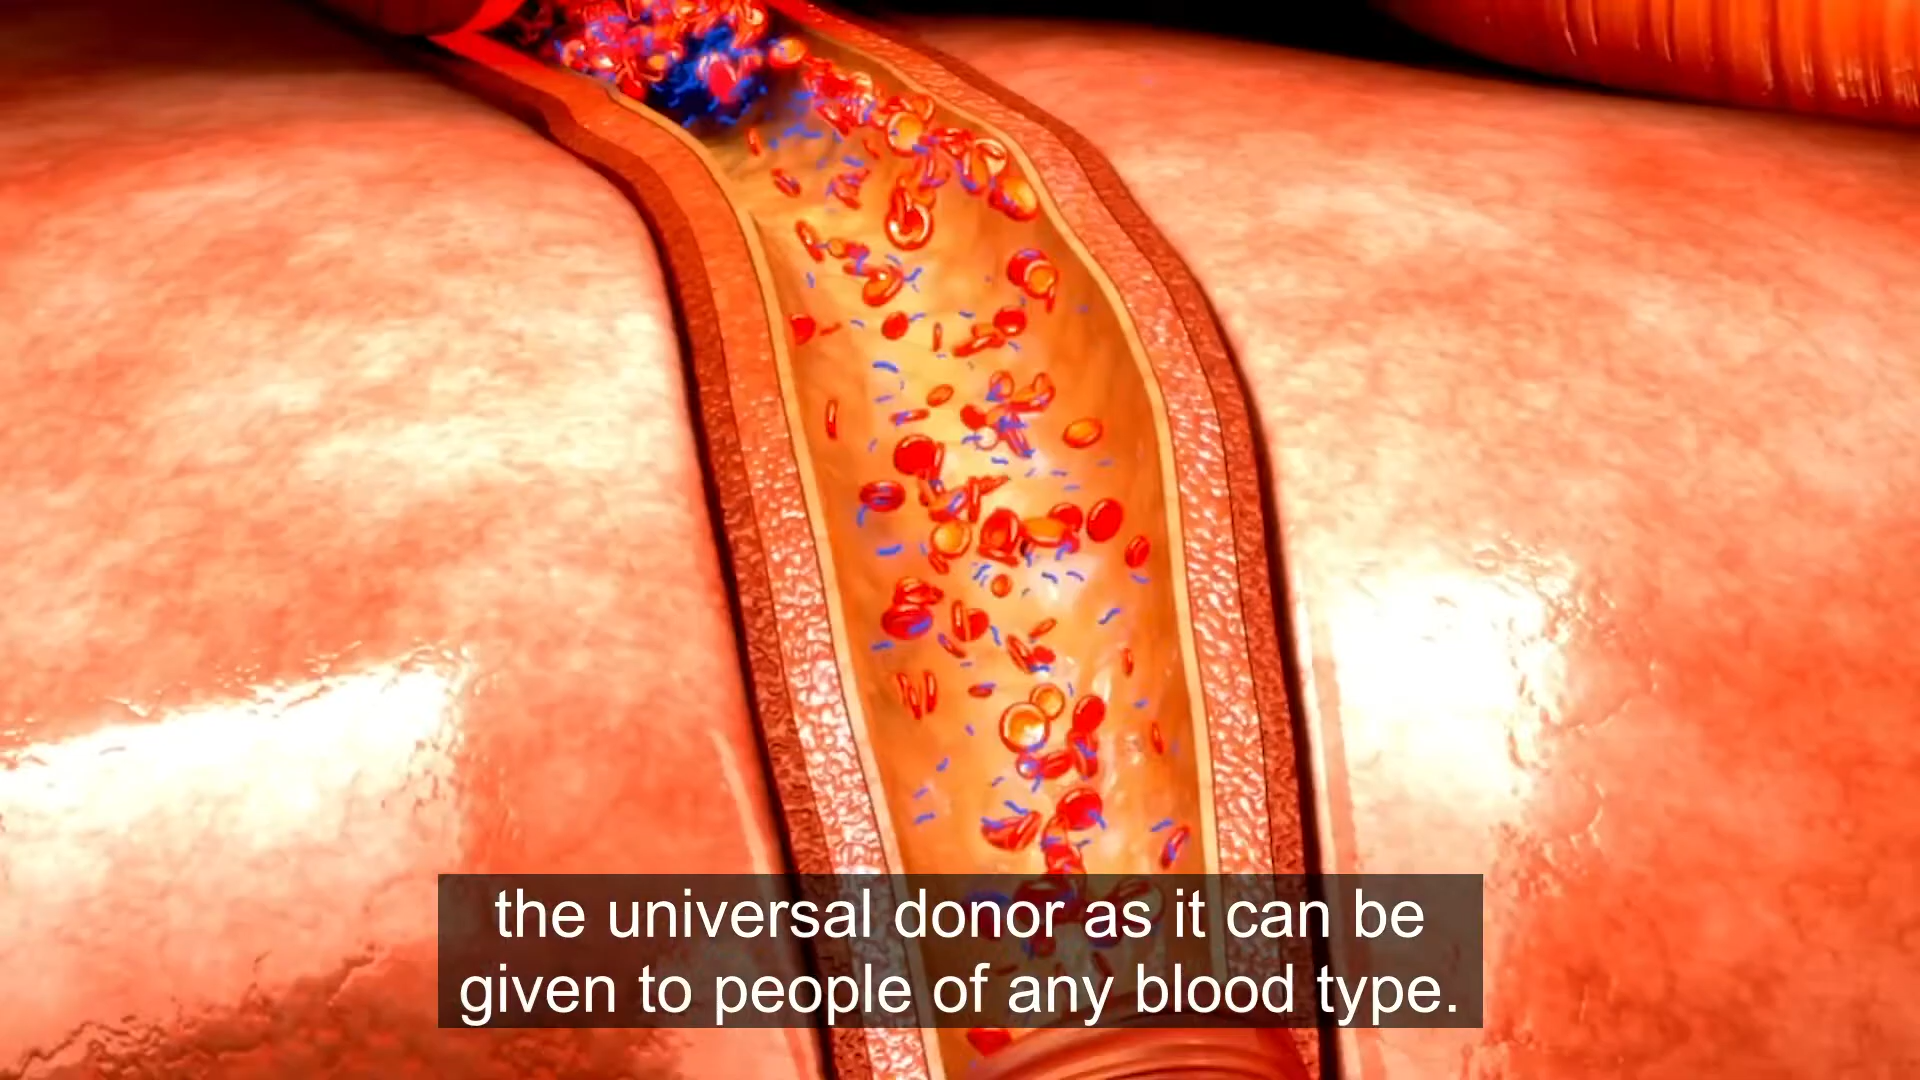 the universal donor as it can be
given to people of any blood type.